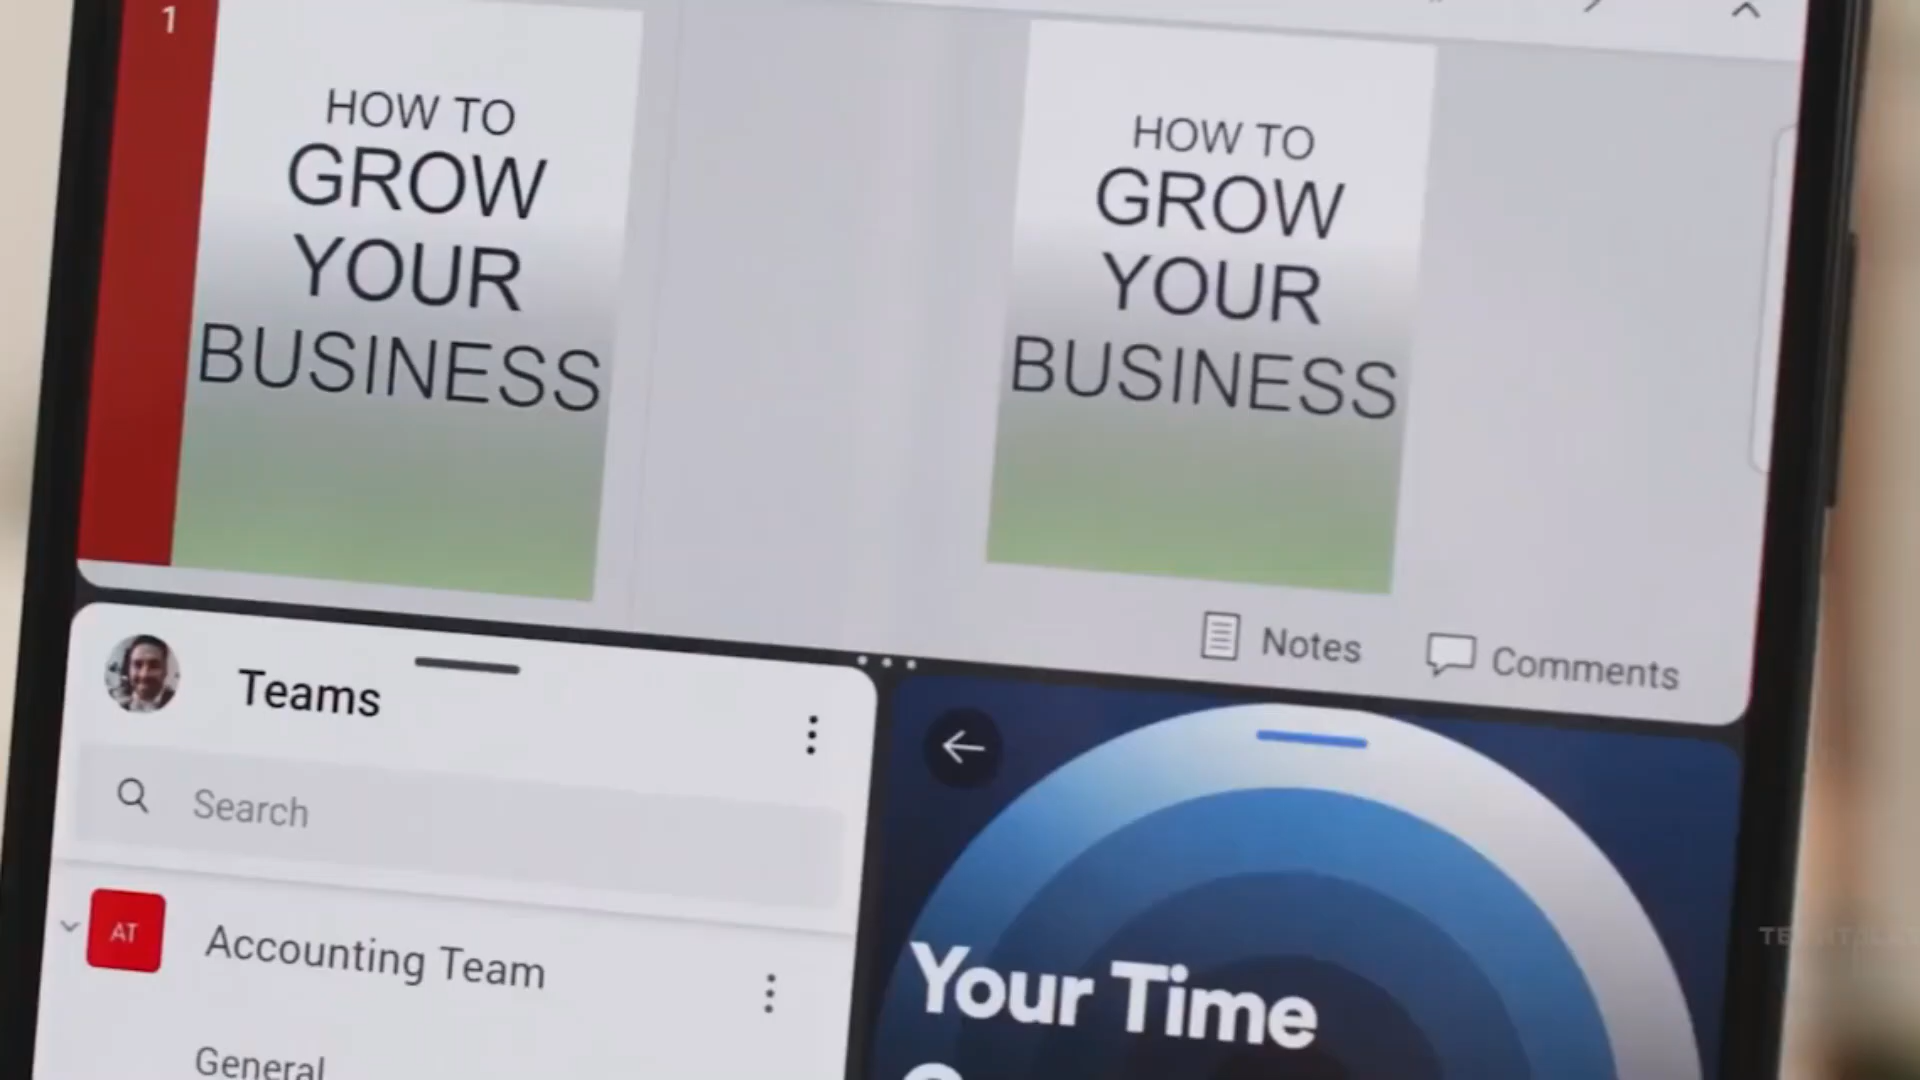 1
HOW TO
GROW
YOUR
BUSINESS
HOW TO
GROW
YOUR
BUSINESS
Notes
Comments
Teams
Search
AT
Accounting Team
General
Your Time